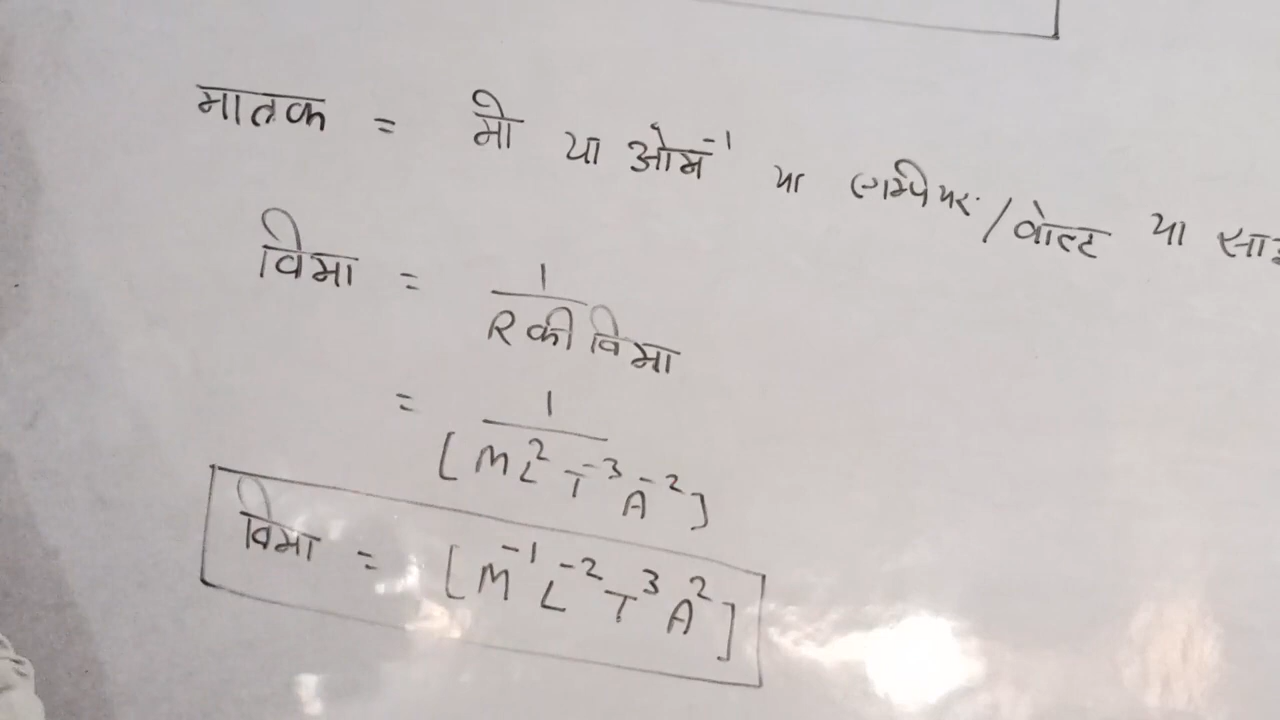 मातक = मो या ओम⁻¹ या एम्पियर/वोल्ट या
विमा = 1/R की विमा
= 1/[ML²T⁻³A⁻²]
विमा = [M⁻¹L⁻²T³A²]